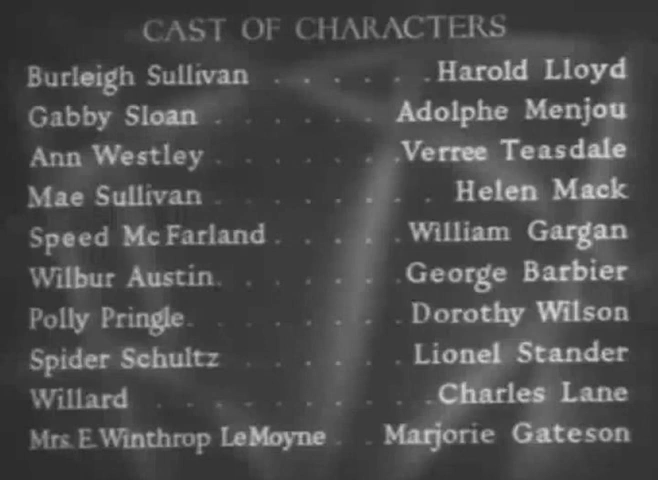 CAST OF CHARACTERS
Burleigh Sullivan . . . . . . Harold Lloyd
Gabby Sloan . . . . . . Adolphe Menjou
Ann Westley . . . . . . . Verree Teasdale
Mae Sullivan . . . . . . . . Helen Mack
Speed McFarland . . . . . William Gargan
Wilbur Austin . . . . . . George Barbier
Polly Pringle . . . . . . . Dorothy Wilson
Spider Schultz . . . . . . Lionel Stander
Willard . . . . . . . . . . Charles Lane
Mrs. E. Winthrop LeMoyne . . Marjorie Gateson